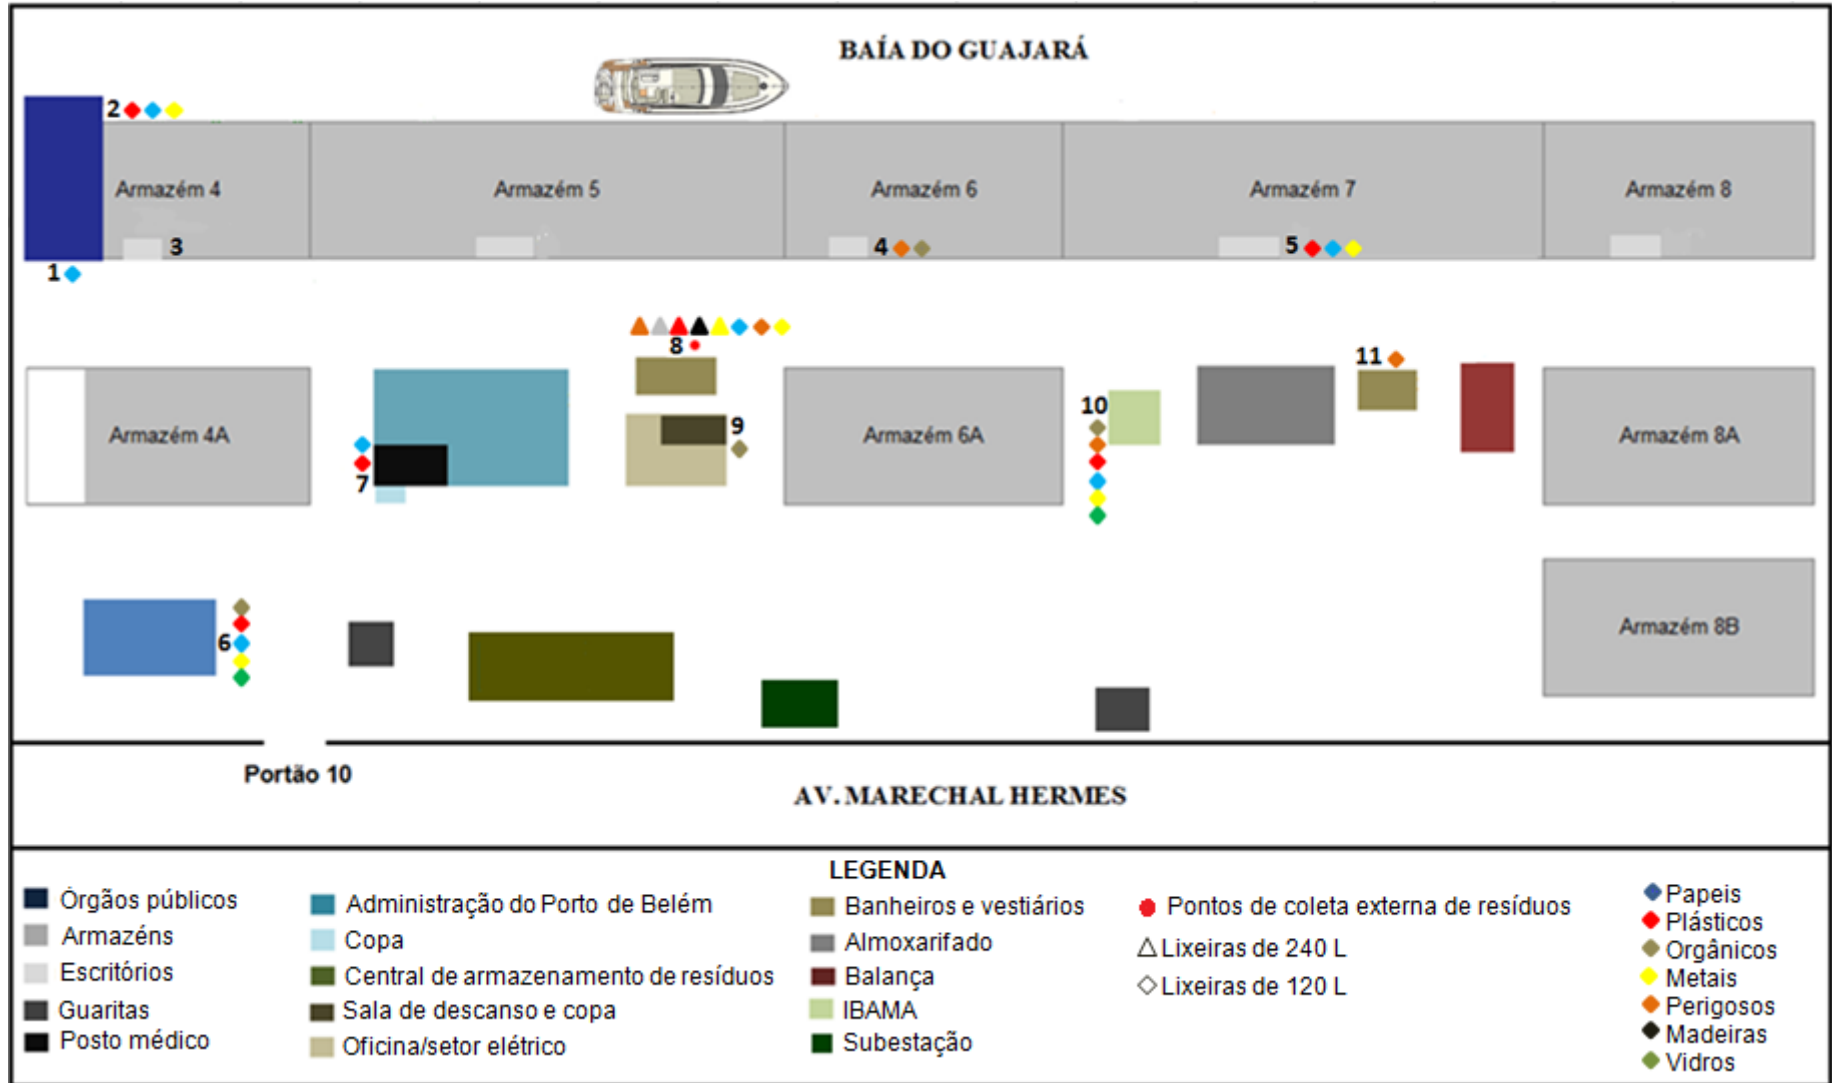 BAÍA DO GUAJARÁ
2
Armazém 4
Armazém 5
Armazém 6
Armazém 7
Armazém 8
3
4
5
1
8
11
10
9
Armazém 4A
Armazém 6A
Armazém 8A
7
6
Armazém 8B
Portão 10
AV. MARECHAL HERMES
LEGENDA
Órgãos públicos
Armazéns
Escritórios
Guaritas
Posto médico
Administração do Porto de Belém
Copa
Central de armazenamento de resíduos
Sala de descanso e copa
Oficina/setor elétrico
Banheiros e vestiários
Almoxarifado
Balança
IBAMA
Subestação
Pontos de coleta externa de resíduos
Lixeiras de 240 L
Lixeiras de 120 L
Papeis
Plásticos
Orgânicos
Metais
Perigosos
Madeiras
Vidros